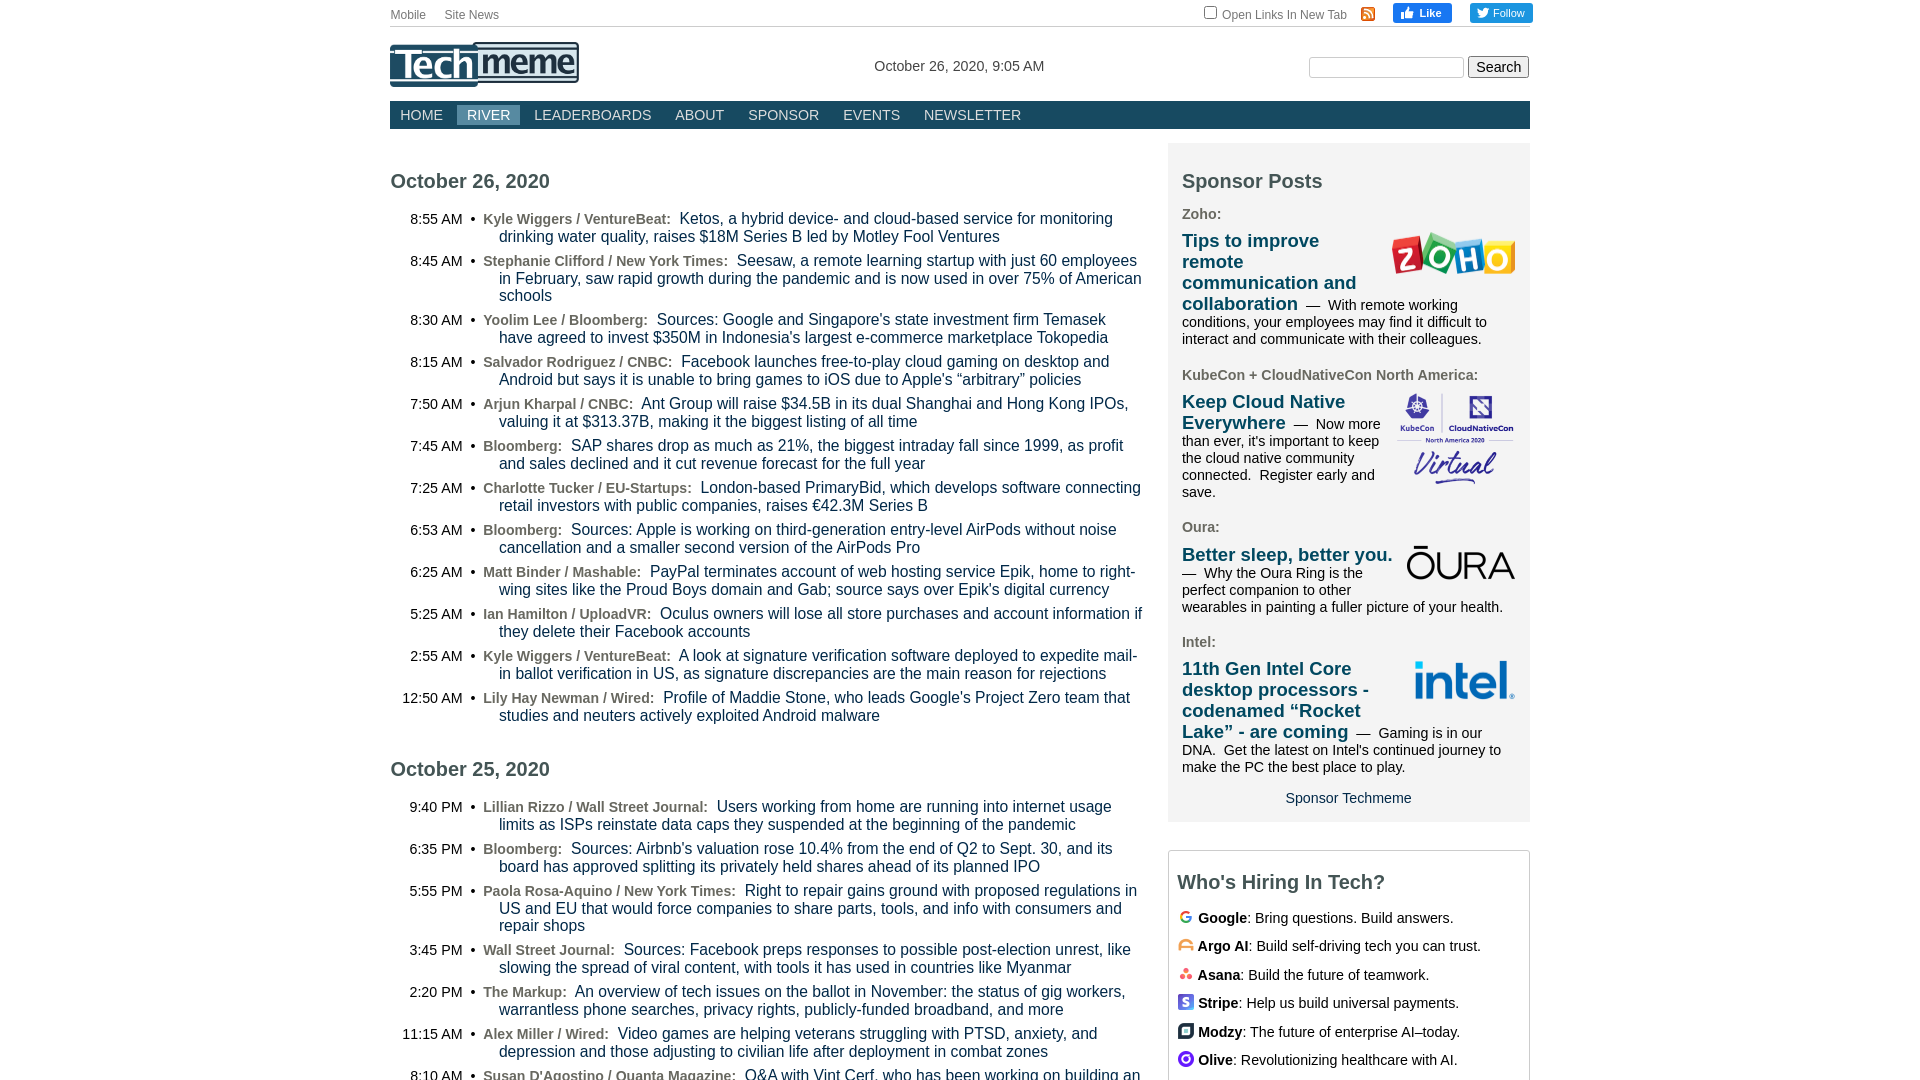 Mobile Site News Open Links In New Tab Like Follow
Techmeme October 26, 2020, 9:05 AM Search
HOME RIVER LEADERBOARDS ABOUT SPONSOR EVENTS NEWSLETTER
October 26, 2020
8:55 AM • Kyle Wiggers / VentureBeat: Ketos, a hybrid device- and cloud-based service for monitoring
drinking water quality, raises $18M Series B led by Motley Fool Ventures
8:45 AM • Stephanie Clifford / New York Times: Seesaw, a remote learning startup with just 60 employees
in February, saw rapid growth during the pandemic and is now used in over 75% of American
schools
8:30 AM • Yoolim Lee / Bloomberg: Sources: Google and Singapore's state investment firm Temasek
have agreed to invest $350M in Indonesia's largest e-commerce marketplace Tokopedia
8:15 AM • Salvador Rodriguez / CNBC: Facebook launches free-to-play cloud gaming on desktop and
Android but says it is unable to bring games to iOS due to Apple's “arbitrary” policies
7:50 AM • Arjun Kharpal / CNBC: Ant Group will raise $34.5B in its dual Shanghai and Hong Kong IPOs,
valuing it at $313.37B, making it the biggest listing of all time
7:45 AM • Bloomberg: SAP shares drop as much as 21%, the biggest intraday fall since 1999, as profit
and sales declined and it cut revenue forecast for the full year
7:25 AM • Charlotte Tucker / EU-Startups: London-based PrimaryBid, which develops software connecting
retail investors with public companies, raises €42.3M Series B
6:53 AM • Bloomberg: Sources: Apple is working on third-generation entry-level AirPods without noise
cancellation and a smaller second version of the AirPods Pro
6:25 AM • Matt Binder / Mashable: PayPal terminates account of web hosting service Epik, home to right-
wing sites like the Proud Boys domain and Gab; source says over Epik's digital currency
5:25 AM • Ian Hamilton / UploadVR: Oculus owners will lose all store purchases and account information if
they delete their Facebook accounts
2:55 AM • Kyle Wiggers / VentureBeat: A look at signature verification software deployed to expedite mail-
in ballot verification in US, as signature discrepancies are the main reason for rejections
12:50 AM • Lily Hay Newman / Wired: Profile of Maddie Stone, who leads Google's Project Zero team that
studies and neuters actively exploited Android malware
October 25, 2020
9:40 PM • Lillian Rizzo / Wall Street Journal: Users working from home are running into internet usage
limits as ISPs reinstate data caps they suspended at the beginning of the pandemic
6:35 PM • Bloomberg: Sources: Airbnb's valuation rose 10.4% from the end of Q2 to Sept. 30, and its
board has approved splitting its privately held shares ahead of its planned IPO
5:55 PM • Paola Rosa-Aquino / New York Times: Right to repair gains ground with proposed regulations in
US and EU that would force companies to share parts, tools, and info with consumers and
repair shops
3:45 PM • Wall Street Journal: Sources: Facebook preps responses to possible post-election unrest, like
slowing the spread of viral content, with tools it has used in countries like Myanmar
2:20 PM • The Markup: An overview of tech issues on the ballot in November: the status of gig workers,
warrantless phone searches, privacy rights, publicly-funded broadband, and more
11:15 AM • Alex Miller / Wired: Video games are helping veterans struggling with PTSD, anxiety, and
depression and those adjusting to civilian life after deployment in combat zones
8:10 AM • Susan D'Agostino / Quanta Magazine: Q&A with Vint Cerf, who has been working on building an
Sponsor Posts
Zoho:
Tips to improve
remote
communication and
collaboration — With remote working
conditions, your employees may find it difficult to
interact and communicate with their colleagues.
ZOHO
KubeCon + CloudNativeCon North America:
Keep Cloud Native
Everywhere — Now more
than ever, it's important to keep
the cloud native community
connected. Register early and
save.
KubeCon CloudNativeCon
North America 2020
Virtual
Oura:
Better sleep, better you.
— Why the Oura Ring is the
perfect companion to other
wearables in painting a fuller picture of your health.
ŌURA
Intel:
11th Gen Intel Core
desktop processors -
codenamed “Rocket
Lake” - are coming — Gaming is in our
DNA. Get the latest on Intel's continued journey to
make the PC the best place to play.
intel®
Sponsor Techmeme
Who's Hiring In Tech?
Google: Bring questions. Build answers.
Argo AI: Build self-driving tech you can trust.
Asana: Build the future of teamwork.
Stripe: Help us build universal payments.
Modzy: The future of enterprise AI–today.
Olive: Revolutionizing healthcare with AI.